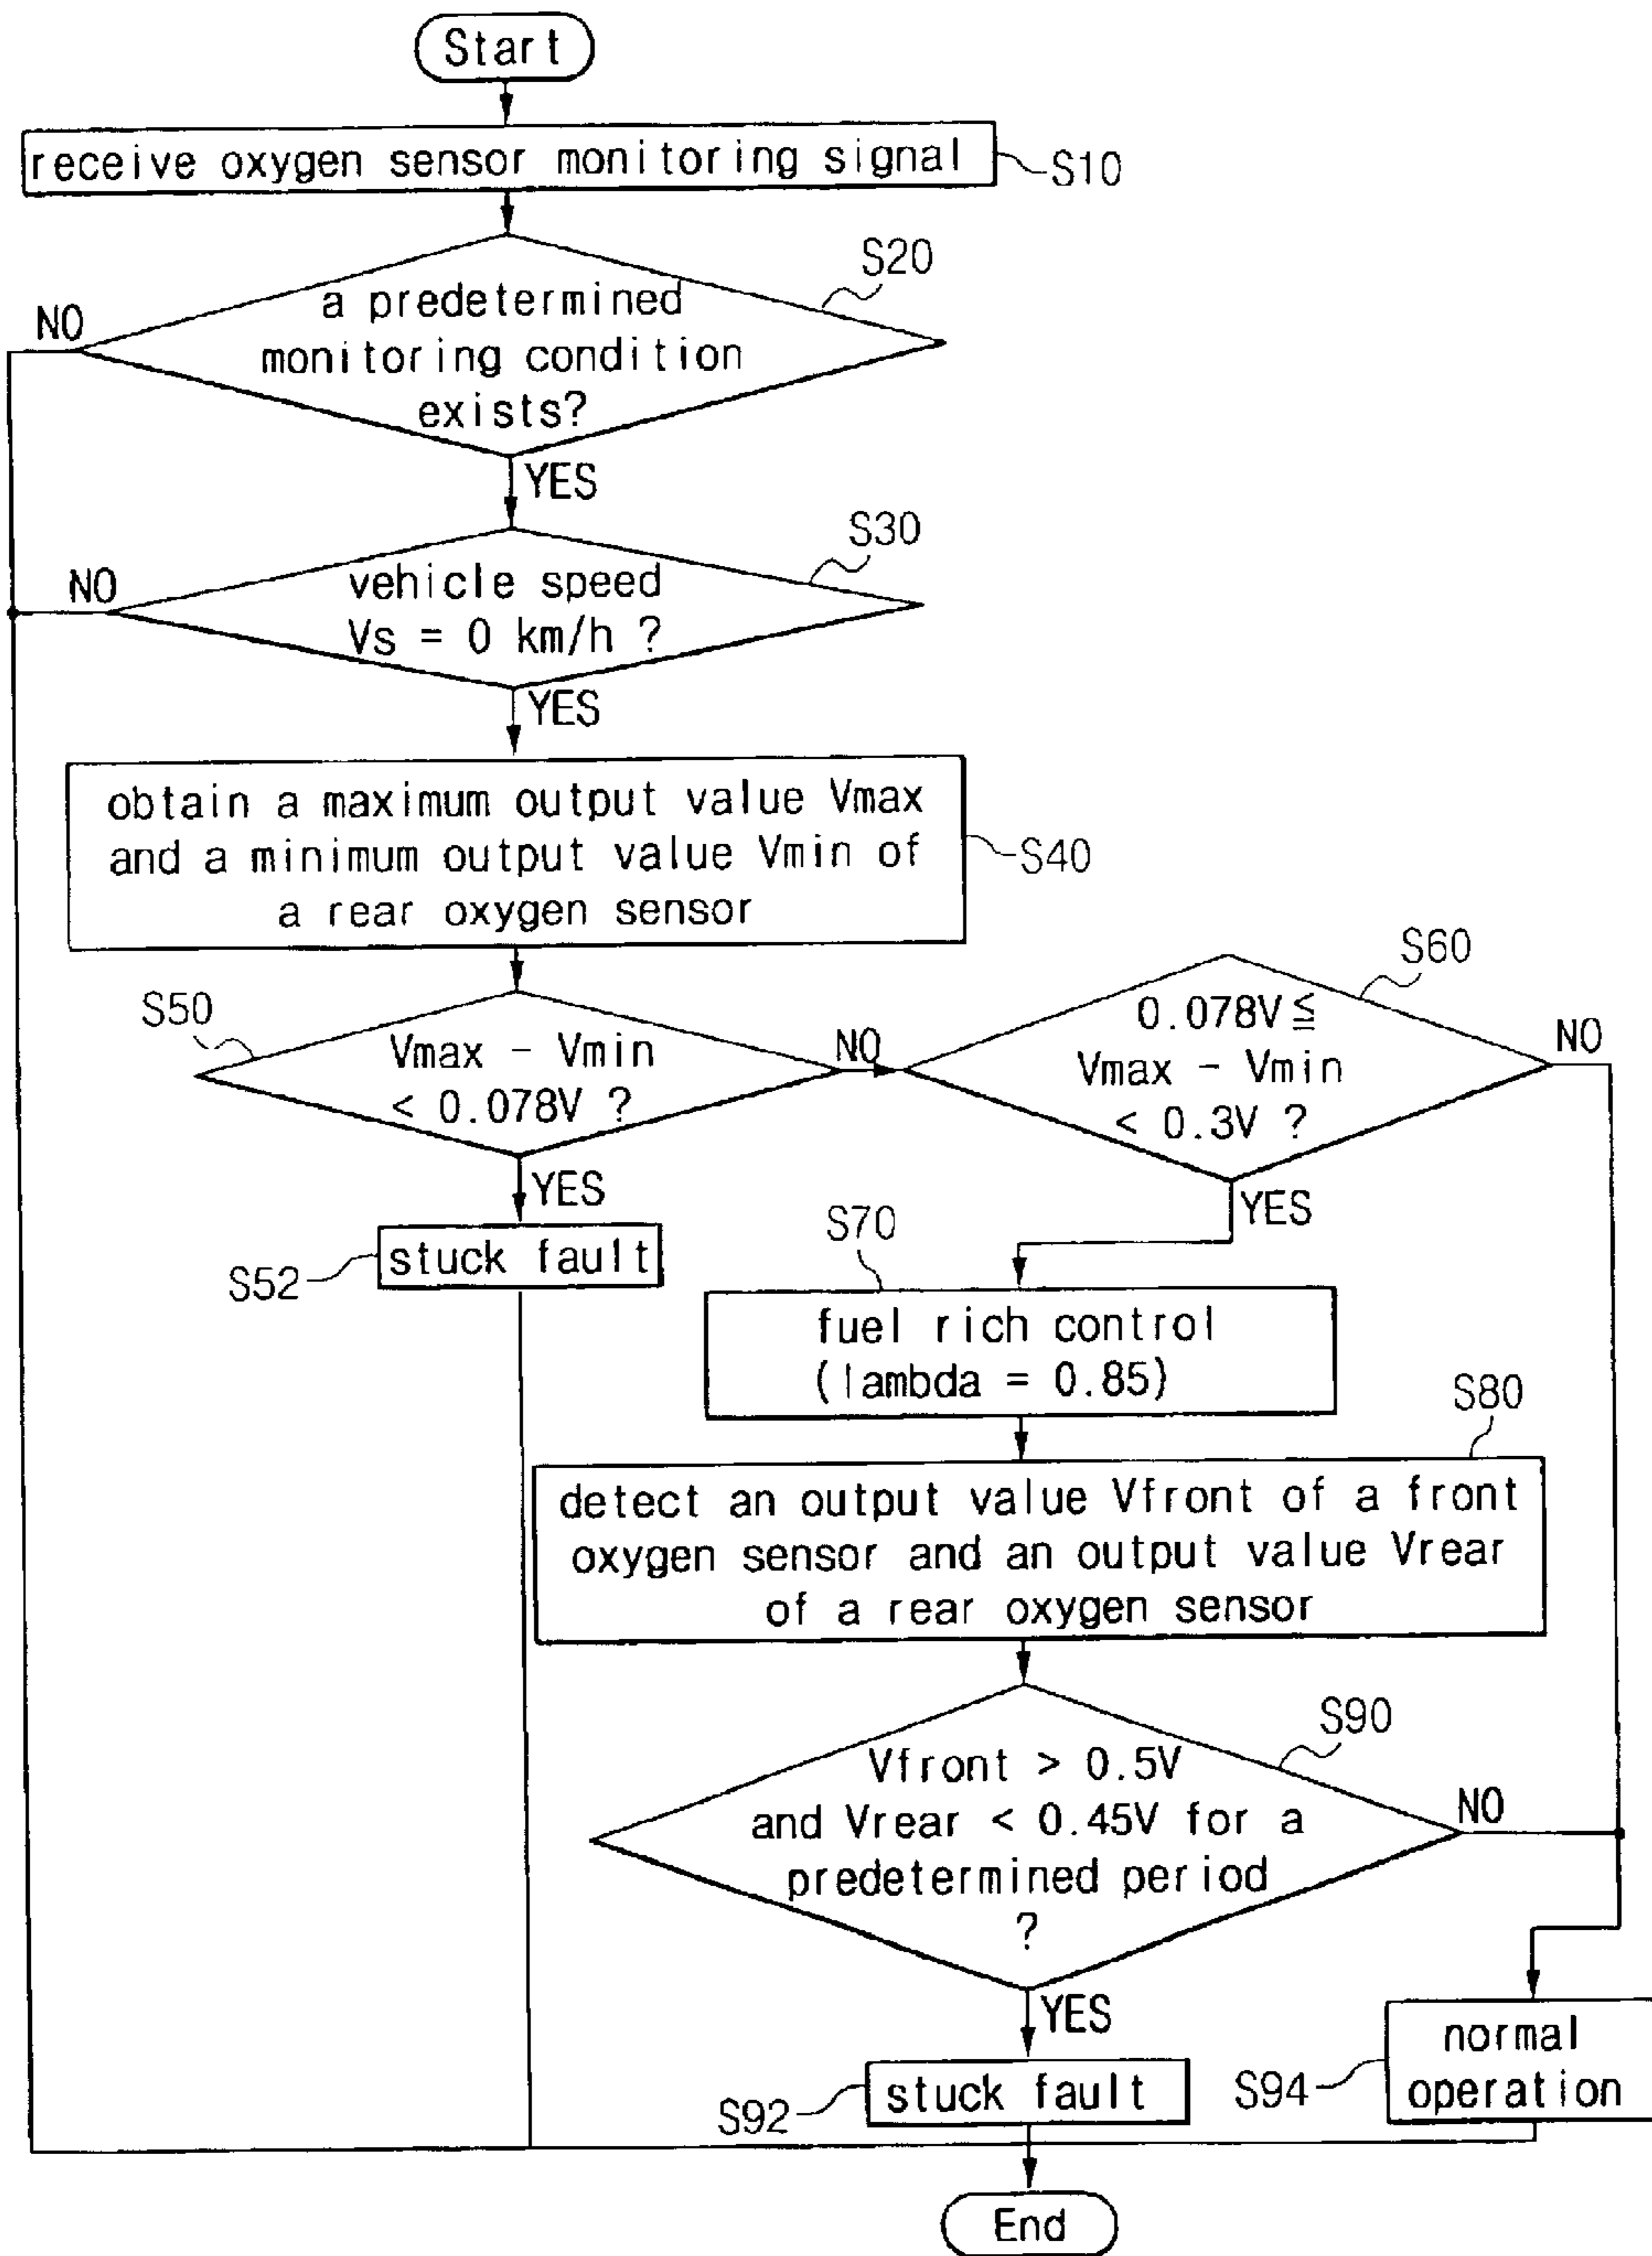 Start
receive oxygen sensor monitoring signal
S10
S20
a predetermined
monitoring condition
exists?
NO
YES
S30
vehicle speed
Vs = 0 km/h ?
NO
YES
obtain a maximum output value Vmax
and a minimum output value Vmin of
a rear oxygen sensor
S40
S50
Vmax - Vmin
< 0.078V ?
NO
YES
S60
0.078V≦
Vmax - Vmin
< 0.3V ?
NO
YES
S52
stuck fault
S70
fuel rich control
(lambda = 0.85)
S80
detect an output value Vfront of a front
oxygen sensor and an output value Vrear
of a rear oxygen sensor
S90
Vfront > 0.5V
and Vrear < 0.45V for a
predetermined period
?
NO
YES
S92
stuck fault
S94
normal
operation
End